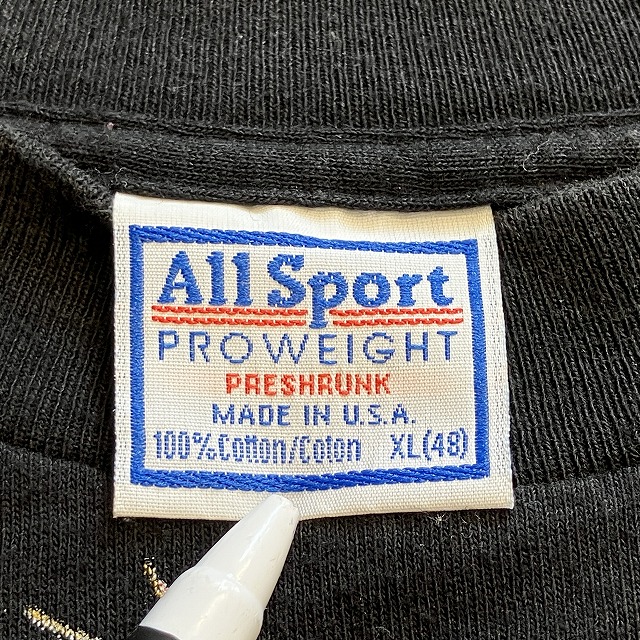 All Sport
PROWEIGHT
PRESHRUNK
MADE IN U.S.A.
100% Cotton/Coton XL(48)